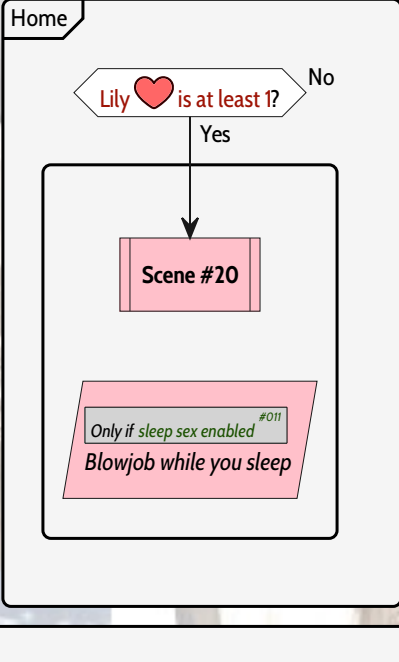 Home
Lily ❤ is at least 1?
No
Yes
Scene #20
#011
Only if sleep sex enabled
Blowjob while you sleep